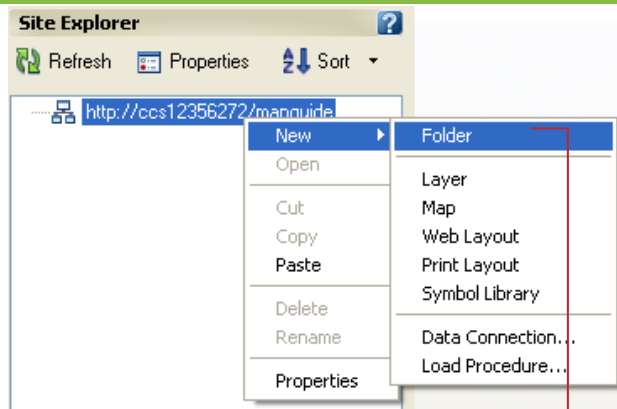 Site Explorer
Refresh Properties Sort
http://ccs12356272/mapguide
New
Open
Cut
Copy
Paste
Delete
Rename
Properties
Folder
Layer
Map
Web Layout
Print Layout
Symbol Library
Data Connection...
Load Procedure...